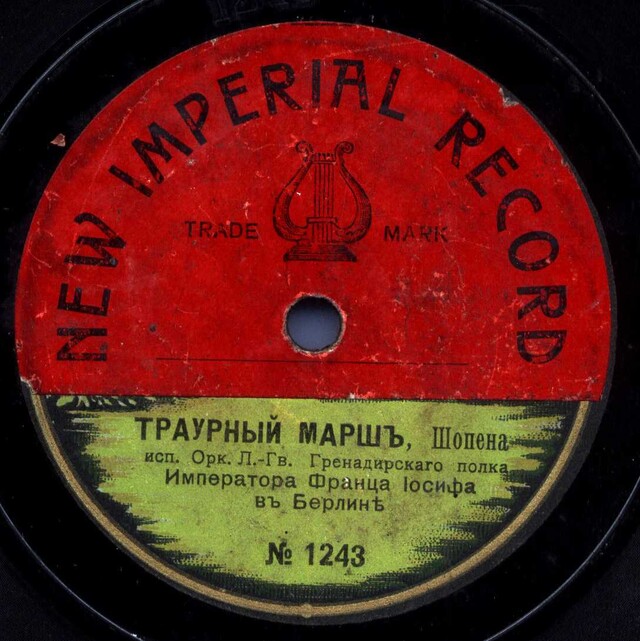 NEW IMPERIAL RECORD
TRADE MARK
ТРАУРНЫЙ МАРШЪ, Шопена
исп. Орк. Л.-Гв. Гренадирскаго полка
Императора Франца Іосифа
въ Берлинѣ
№ 1243